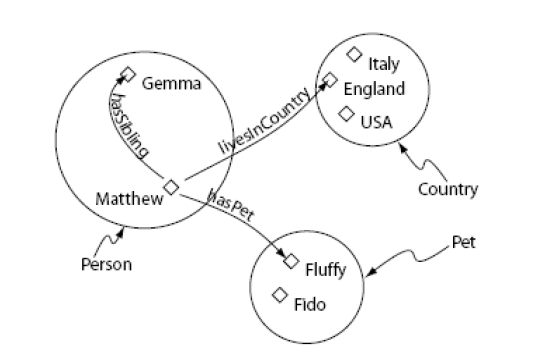 Italy
Gemma
England
hasSibling
livesInCountry
USA
Matthew
hasPet
Country
Person
Pet
Fluffy
Fido